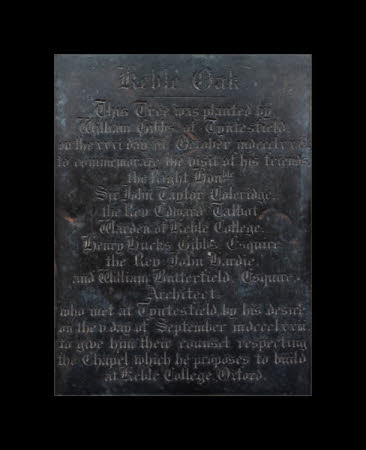 Keble Oak
This Tree was planted by
William Gibbs of Tyntesfield
on the xxvi day of October mdccclxxii
to commemorate the visit of his friends
the Right Honble
Sir John Taylor Coleridge,
the Rev Edward Talbot
Warden of Keble College,
Henry Hucks Gibbs Esquire
the Rev John Hardie,
and William Butterfield Esquire
Architect
who met at Tyntesfield by his desire
on the v day of September
to give him their counsel respecting
the Chapel which he proposes to build
at Keble College Oxford.